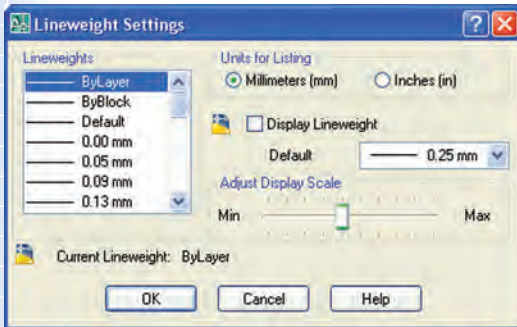 Lineweight Settings
Lineweights
ByLayer
ByBlock
Default
0.00 mm
0.05 mm
0.09 mm
0.13 mm
Units for Listing
Millimeters (mm) Inches (in)
Display Lineweight
Default 0.25 mm
Adjust Display Scale
Min Max
Current Lineweight: ByLayer
OK Cancel Help